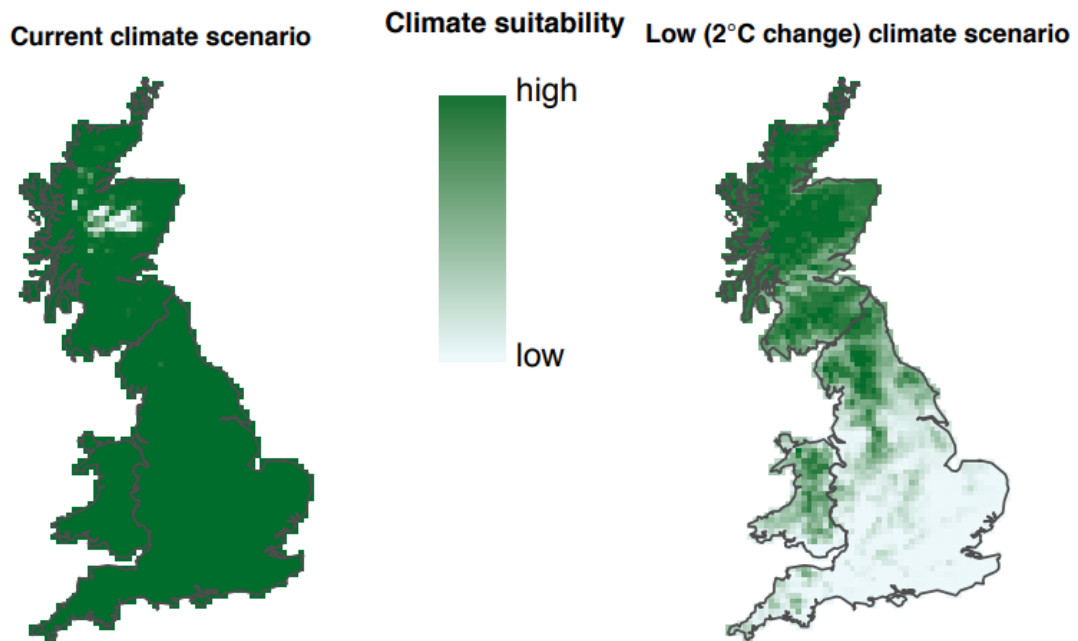 Current climate scenario
Climate suitability
Low (2°C change) climate scenario
high
low